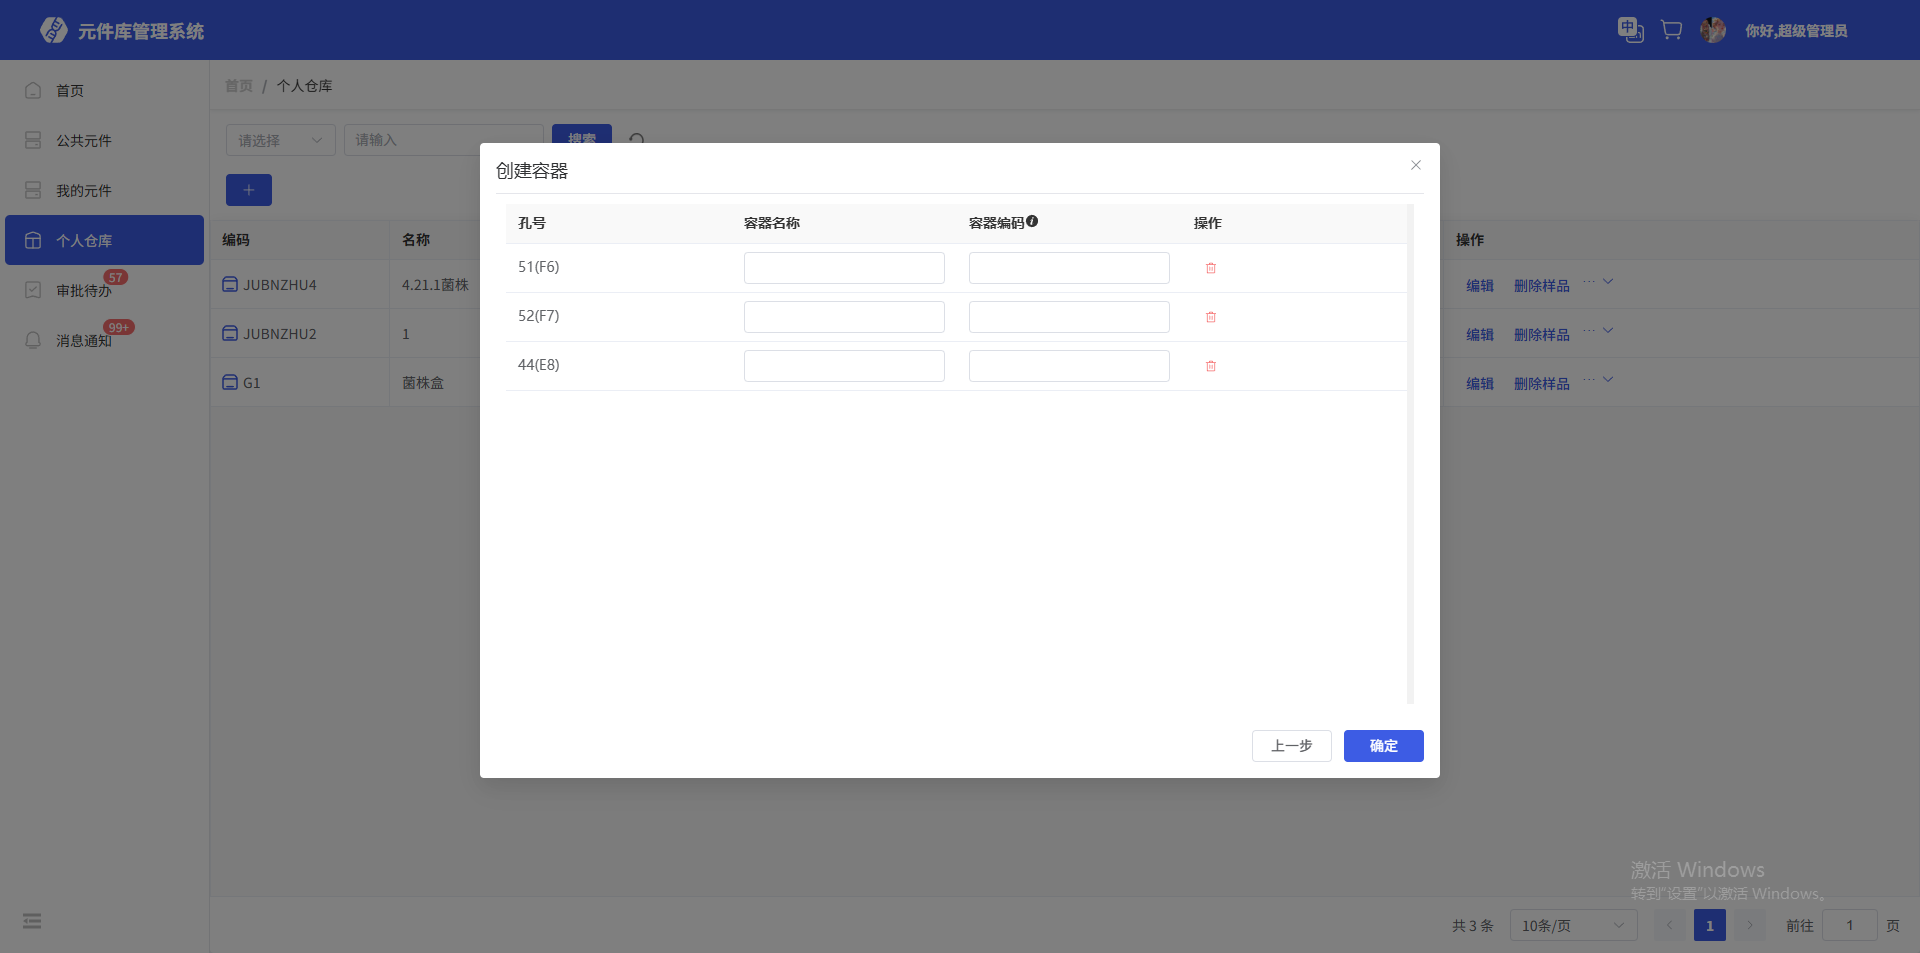 元件库管理系统
中
你好,超级管理员
首页
公共元件
我的元件
个人仓库
审批待办
57
消息通知
99+
首页 / 个人仓库
请选择
请输入
搜索
编码
名称
操作
JUBNZHU4
4.21.1菌株
编辑
删除样品
...
JUBNZHU2
1
编辑
删除样品
...
G1
菌株盒
编辑
删除样品
...
创建容器
孔号
容器名称
容器编码
操作
51(F6)
52(F7)
44(E8)
上一步
确定
激活 Windows
转到“设置”以激活 Windows。
共 3 条
10条/页
1
前往
1
页